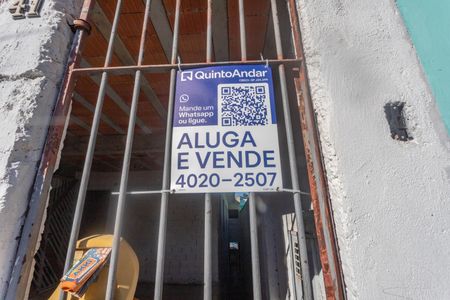 QuintoAndar
Mande um
Whatsapp
ou ligue.
ALUGA
E VENDE
4020-2507